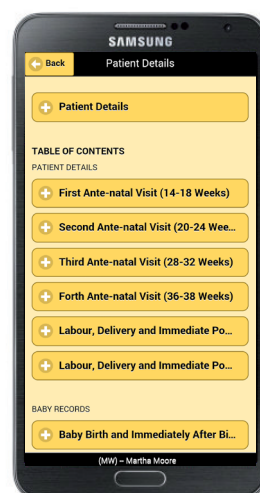 SAMSUNG
Back
Patient Details
Patient Details
TABLE OF CONTENTS
PATIENT DETAILS
First Ante-natal Visit (14-18 Weeks)
Second Ante-natal Visit (20-24 Wee...
Third Ante-natal Visit (28-32 Weeks)
Forth Ante-natal Visit (36-38 Weeks)
Labour, Delivery and Immediate Po...
Labour, Delivery and Immediate Po...
BABY RECORDS
Baby Birth and Immediately After Bi...
(MW) – Martha Moore